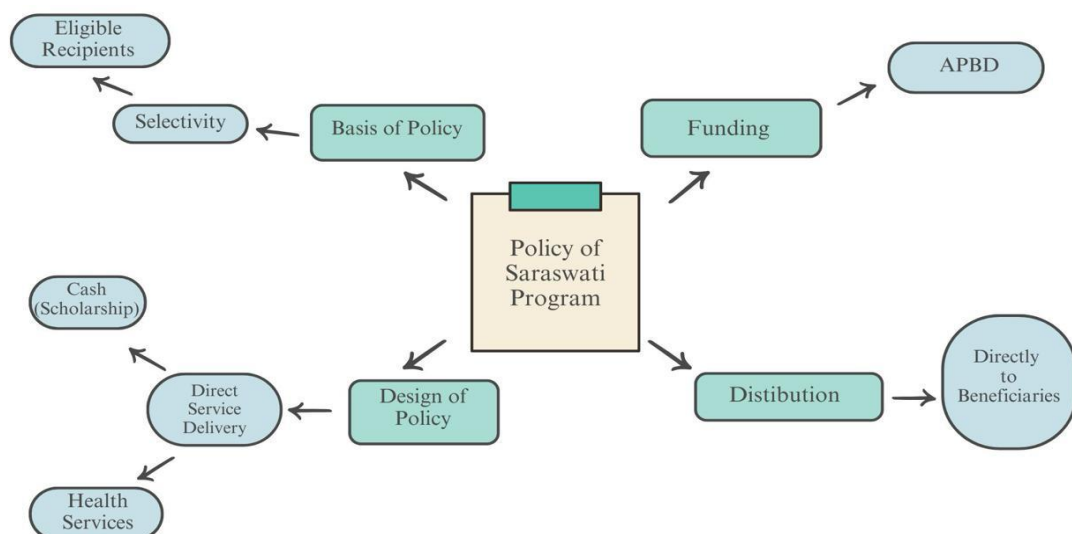 Eligible
Recipients
Selectivity
Basis of Policy
Funding
APBD
Policy of
Saraswati
Program
Cash
(Scholarship)
Direct
Service
Delivery
Health
Services
Design of
Policy
Distibution
Directly
to
Beneficiaries